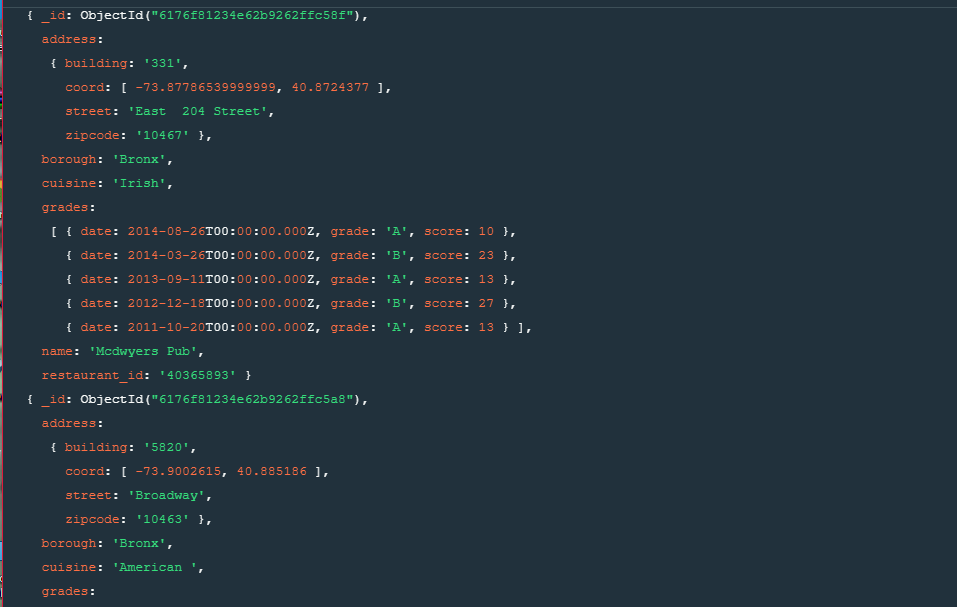 { _id: ObjectId("6176f81234e62b9262ffc58f"),
address:
{ building: '331',
coord: [ -73.87786539999999, 40.8724377 ],
street: 'East  204 Street',
zipcode: '10467' },
borough: 'Bronx',
cuisine: 'Irish',
grades:
[ { date: 2014-08-26T00:00:00.000Z, grade: 'A', score: 10 },
{ date: 2014-03-26T00:00:00.000Z, grade: 'B', score: 23 },
{ date: 2013-09-11T00:00:00.000Z, grade: 'A', score: 13 },
{ date: 2012-12-18T00:00:00.000Z, grade: 'B', score: 27 },
{ date: 2011-10-20T00:00:00.000Z, grade: 'A', score: 13 } ],
name: 'Mcdwyers Pub',
restaurant_id: '40365893' }
{ _id: ObjectId("6176f81234e62b9262ffc5a8"),
address:
{ building: '5820',
coord: [ -73.9002615, 40.885186 ],
street: 'Broadway',
zipcode: '10463' },
borough: 'Bronx',
cuisine: 'American ',
grades: